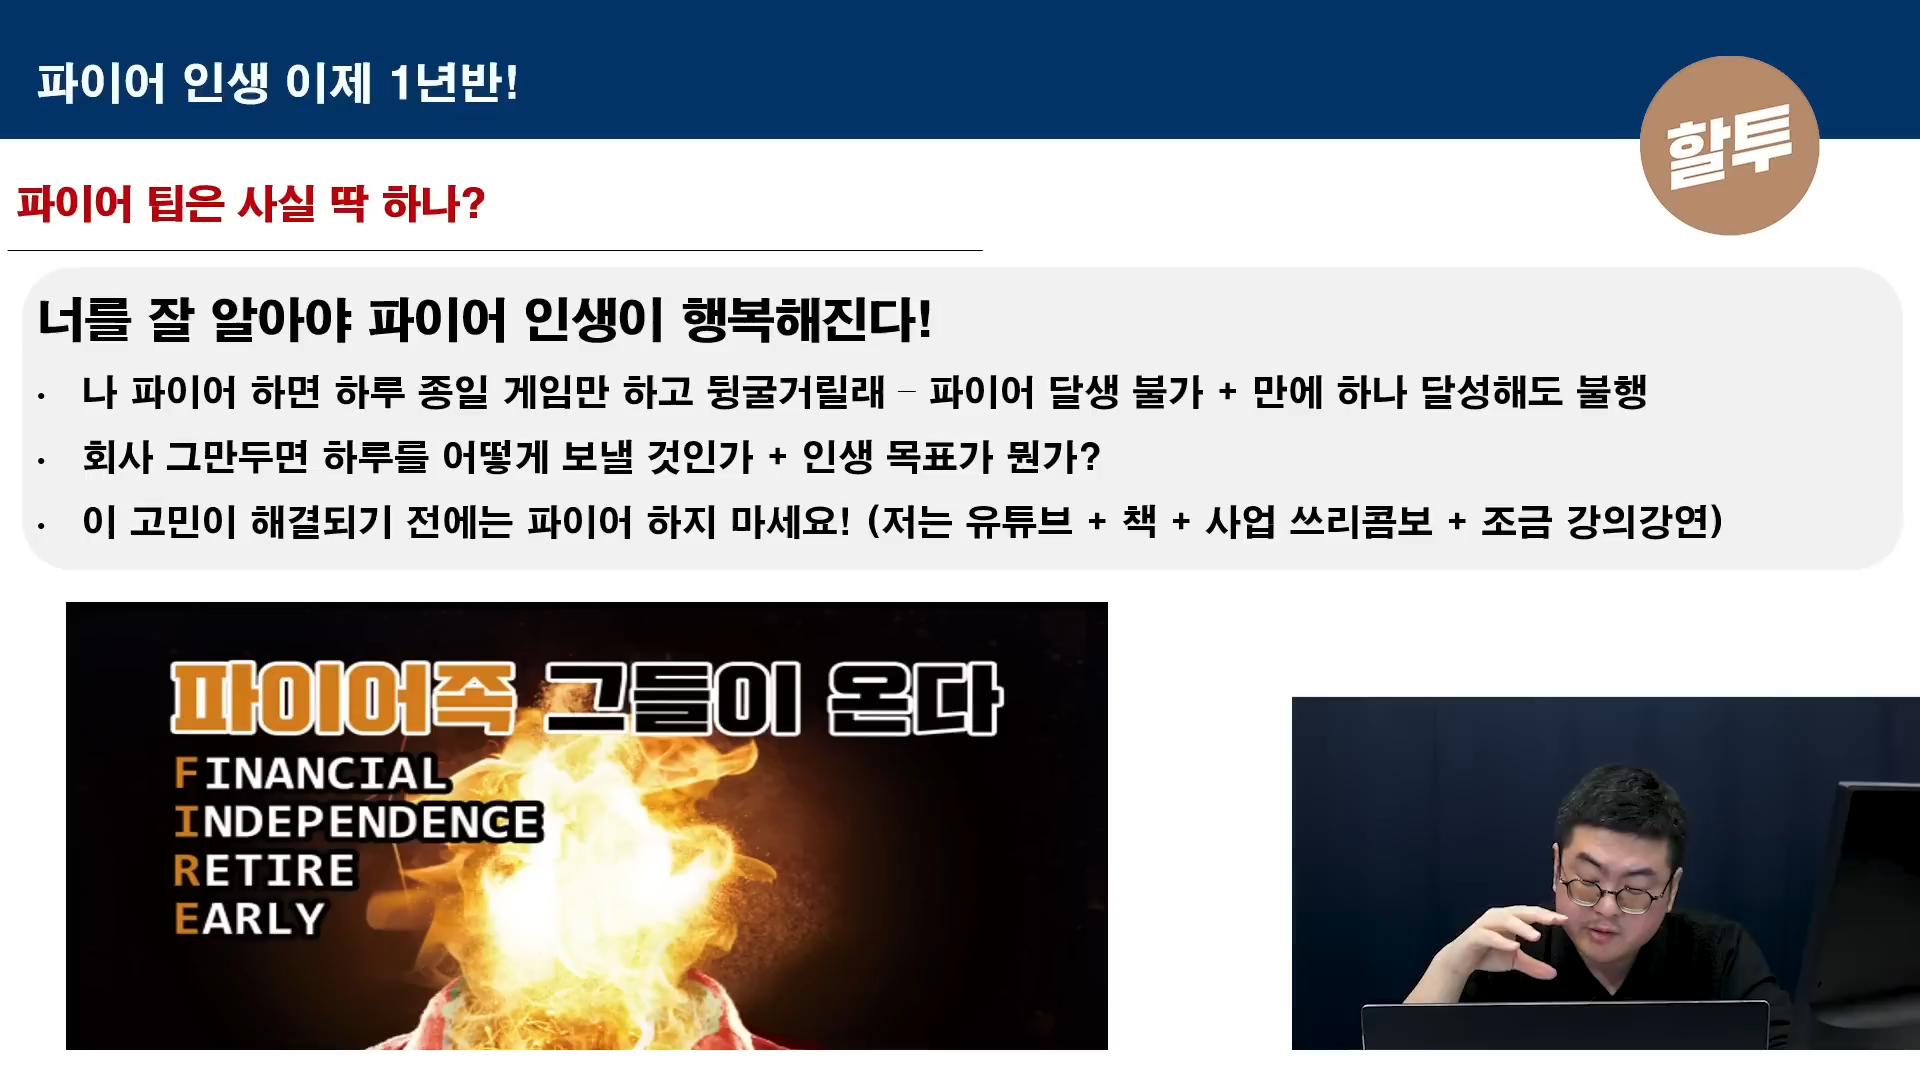 파이어 인생 이제 1년반!
할투
파이어 팁은 사실 딱 하나?
너를 잘 알아야 파이어 인생이 행복해진다!
• 나 파이어 하면 하루 종일 게임만 하고 뒹굴거릴래 – 파이어 달생 불가 + 만에 하나 달성해도 불행
• 회사 그만두면 하루를 어떻게 보낼 것인가 + 인생 목표가 뭔가?
• 이 고민이 해결되기 전에는 파이어 하지 마세요! (저는 유튜브 + 책 + 사업 쓰리콤보 + 조금 강의강연)
파이어족 그들이 온다
FINANCIAL
INDEPENDENCE
RETIRE
EARLY